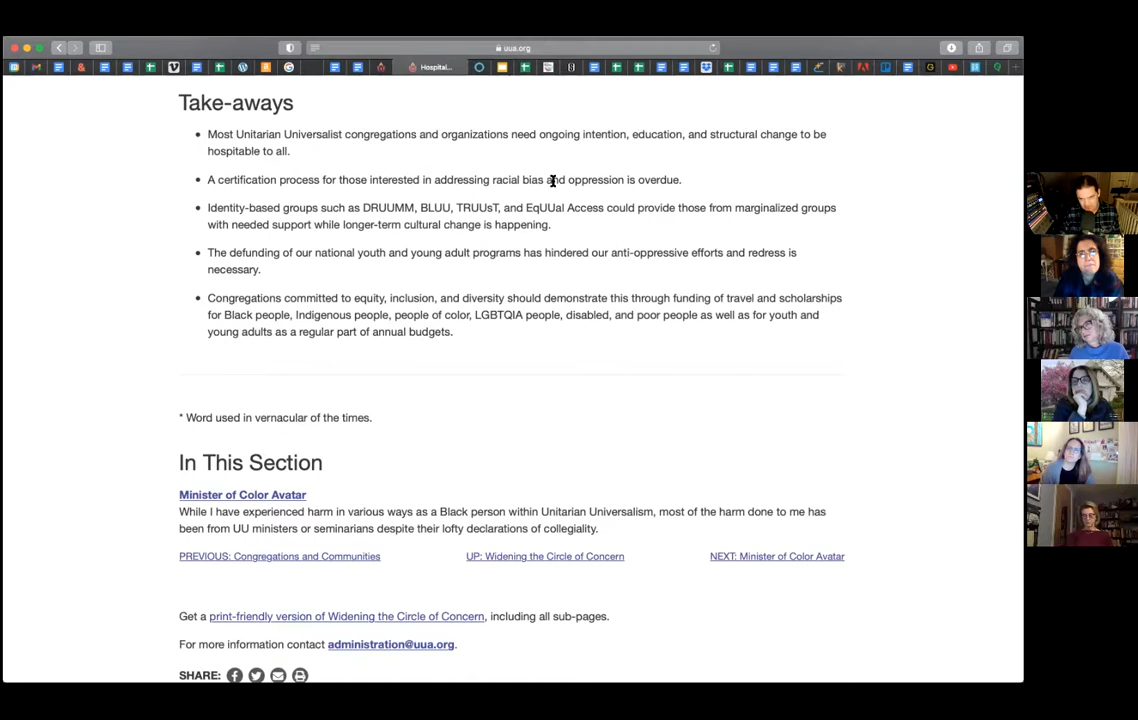 uua.org
Hospital...
Take-aways
Most Unitarian Universalist congregations and organizations need ongoing intention, education, and structural change to be
hospitable to all.
A certification process for those interested in addressing racial bias and oppression is overdue.
Identity-based groups such as DRUUMM, BLUU, TRUUsT, and EqUUal Access could provide those from marginalized groups
with needed support while longer-term cultural change is happening.
The defunding of our national youth and young adult programs has hindered our anti-oppressive efforts and redress is
necessary.
Congregations committed to equity, inclusion, and diversity should demonstrate this through funding of travel and scholarships
for Black people, Indigenous people, people of color, LGBTQIA people, disabled, and poor people as well as for youth and
young adults as a regular part of annual budgets.
* Word used in vernacular of the times.
In This Section
Minister of Color Avatar
While I have experienced harm in various ways as a Black person within Unitarian Universalism, most of the harm done to me has
been from UU ministers or seminarians despite their lofty declarations of collegiality.
PREVIOUS: Congregations and Communities UP: Widening the Circle of Concern NEXT: Minister of Color Avatar
Get a print-friendly version of Widening the Circle of Concern, including all sub-pages.
For more information contact administration@uua.org.
SHARE: